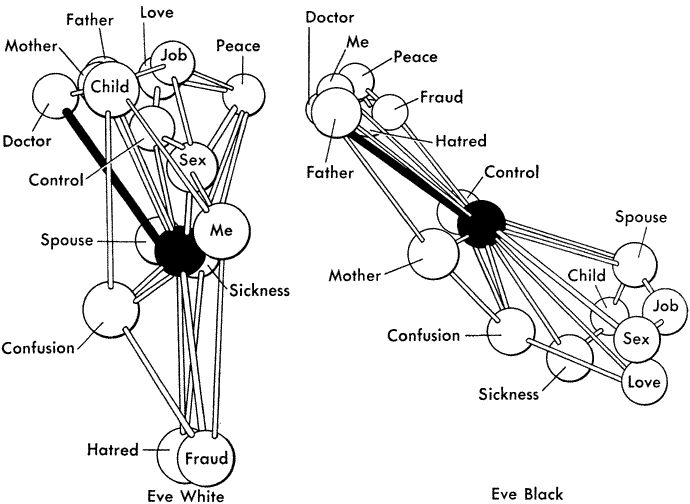 Father
Love
Mother
Job
Peace
Child
Doctor
Control
Sex
Spouse
Me
Sickness
Confusion
Hatred
Fraud
Eve White
Doctor
Me
Peace
Fraud
Hatred
Father
Control
Spouse
Mother
Child
Job
Confusion
Sex
Sickness
Love
Eve Black